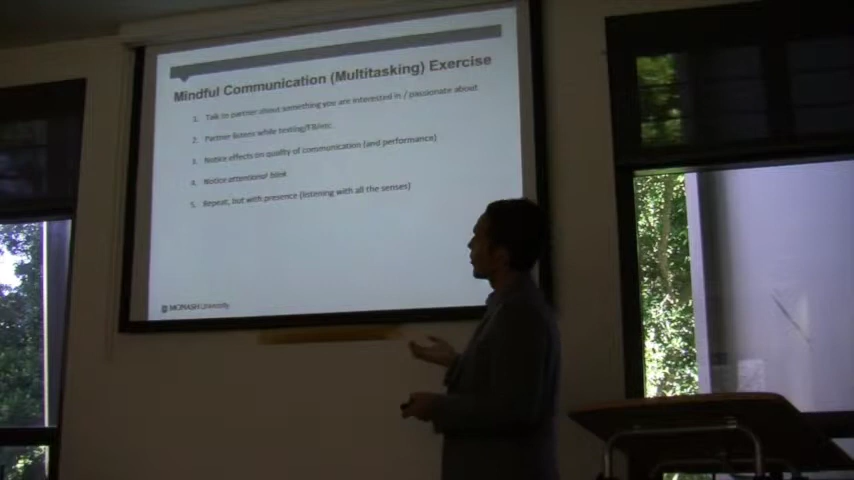 Mindful Communication (Multitasking) Exercise
1. Talk to partner about something you are interested in / passionate about
2. Partner listens while texting/FBing
3. Notice effects on quality of communication (and performance)
4. Notice attentional blink
5. Repeat, but with presence (listening with all the senses)
MONASH University